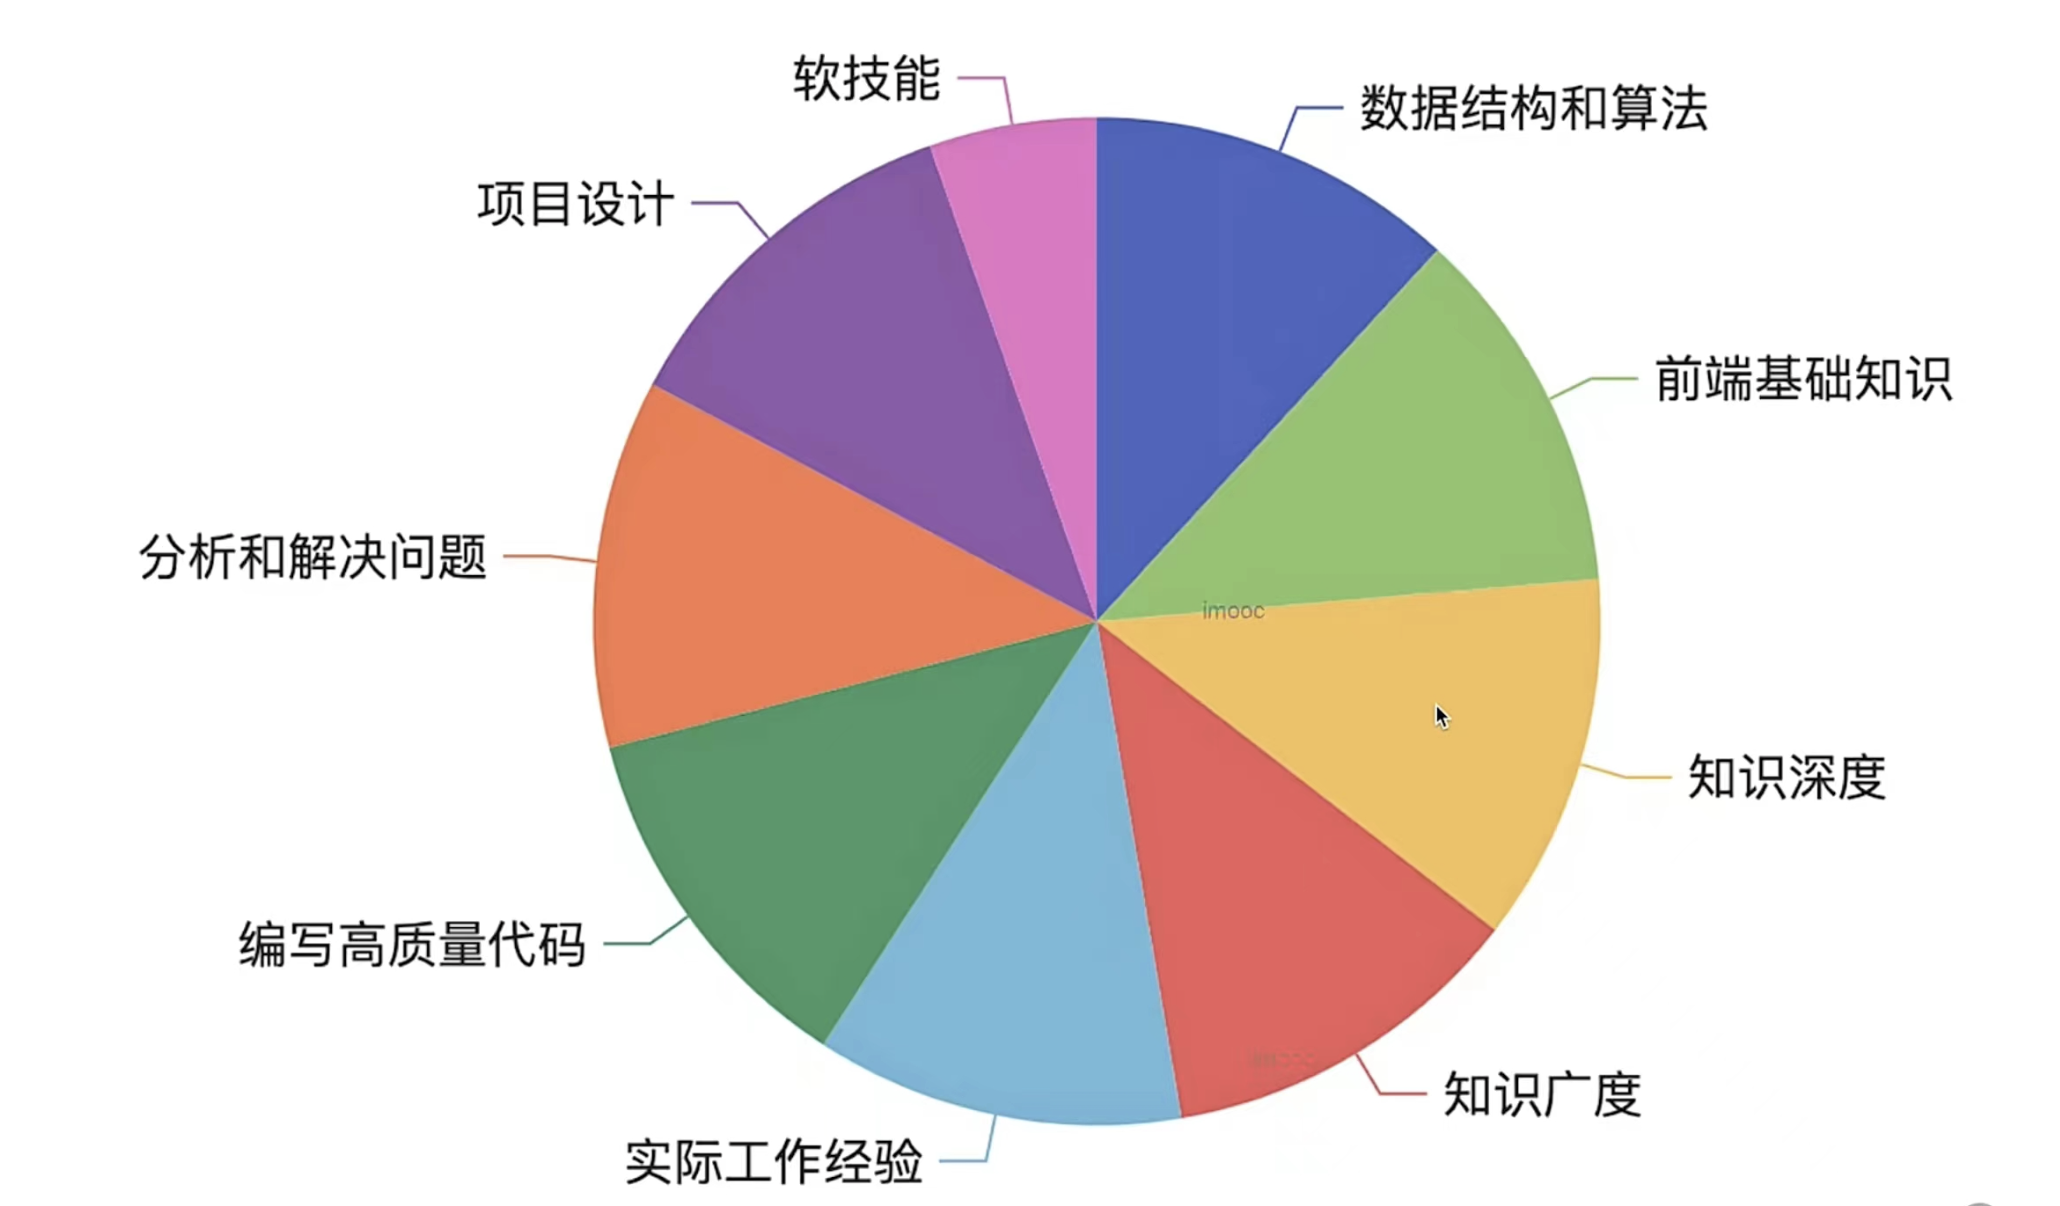 软技能
数据结构和算法
项目设计
前端基础知识
分析和解决问题
imooc
知识深度
编写高质量代码
知识广度
实际工作经验